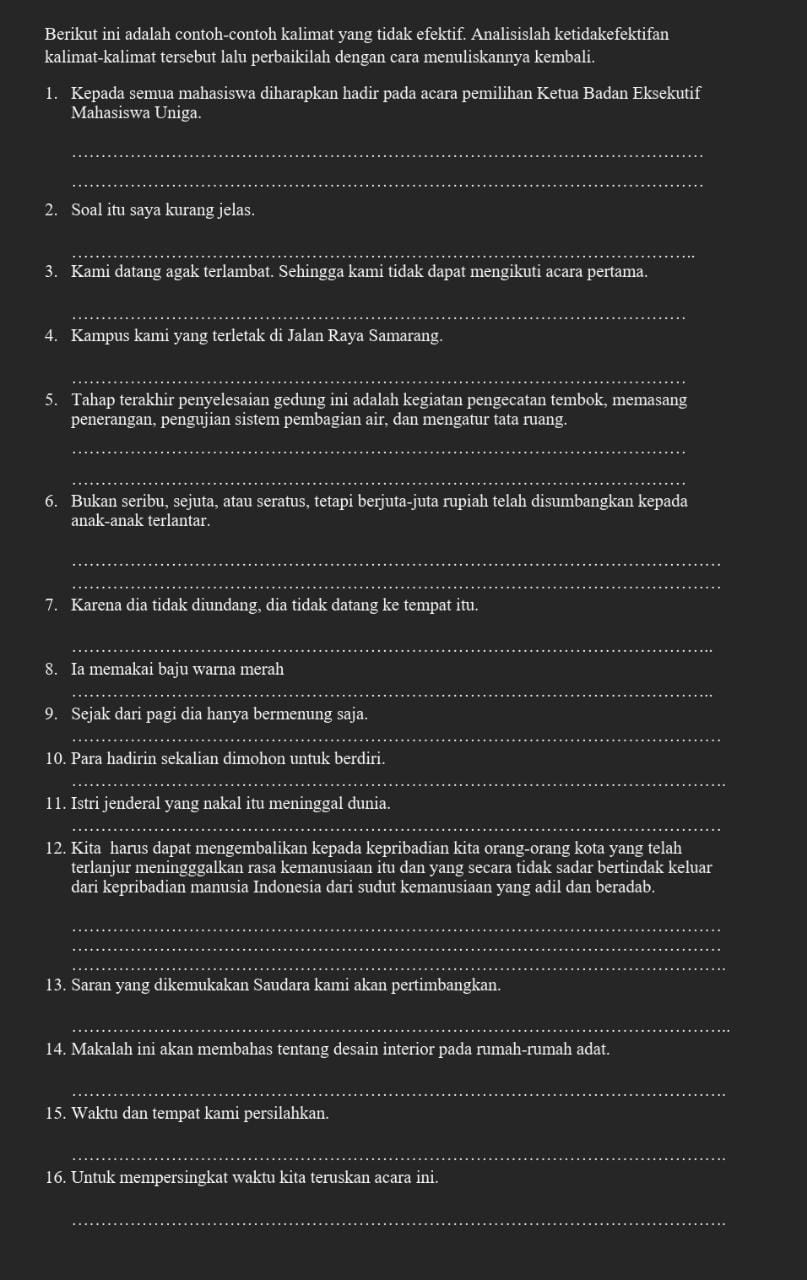 Berikut ini adalah contoh-contoh kalimat yang tidak efektif. Analisislah ketidakefektifan
kalimat-kalimat tersebut lalu perbaikilah dengan cara menuliskannya kembali.
1. Kepada semua mahasiswa diharapkan hadir pada acara pemilihan Ketua Badan Eksekutif
Mahasiswa Uniga.
2. Soal itu saya kurang jelas.
3. Kami datang agak terlambat. Sehingga kami tidak dapat mengikuti acara pertama.
4. Kampus kami yang terletak di Jalan Raya Samarang.
5. Tahap terakhir penyelesaian gedung ini adalah kegiatan pengecatan tembok, memasang
penerangan, pengujian sistem pembagian air, dan mengatur tata ruang.
6. Bukan seribu, sejuta, atau seratus, tetapi berjuta-juta rupiah telah disumbangkan kepada
anak-anak terlantar.
7. Karena dia tidak diundang, dia tidak datang ke tempat itu.
8. Ia memakai baju warna merah
9. Sejak dari pagi dia hanya bermenung saja.
10. Para hadirin sekalian dimohon untuk berdiri.
11. Istri jenderal yang nakal itu meninggal dunia.
12. Kita harus dapat mengembalikan kepada kepribadian kita orang-orang kota yang telah
terlanjur meningggalkan rasa kemanusiaan itu dan yang secara tidak sadar bertindak keluar
dari kepribadian manusia Indonesia dari sudut kemanusiaan yang adil dan beradab.
13. Saran yang dikemukakan Saudara kami akan pertimbangkan.
14. Makalah ini akan membahas tentang desain interior pada rumah-rumah adat.
15. Waktu dan tempat kami persilahkan.
16. Untuk mempersingkat waktu kita teruskan acara ini.